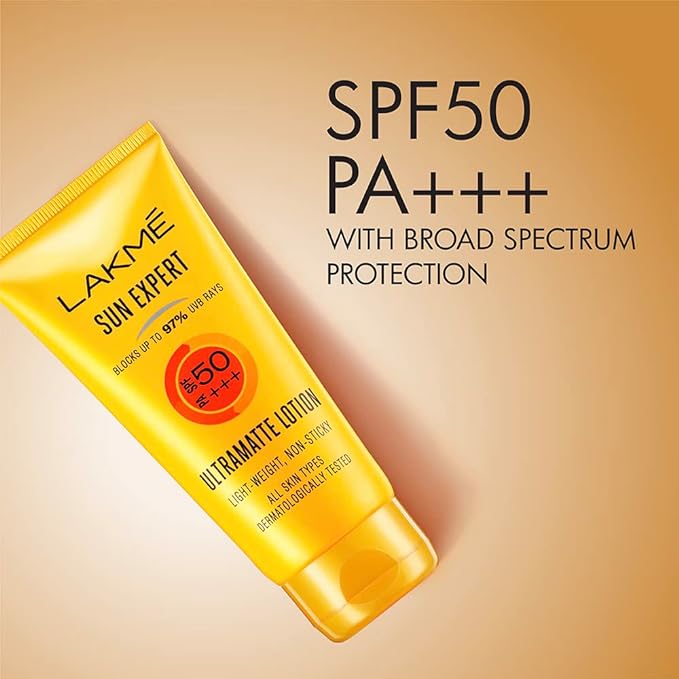 SPF50
PA+++
WITH BROAD SPECTRUM
PROTECTION
LAKMÉ
SUN EXPERT
BLOCKS UP TO 97% UVB RAYS
SPF 50
PA +++
ULTRAMATTE LOTION
LIGHT-WEIGHT, NON-STICKY
ALL SKIN TYPES
DERMATOLOGICALLY TESTED